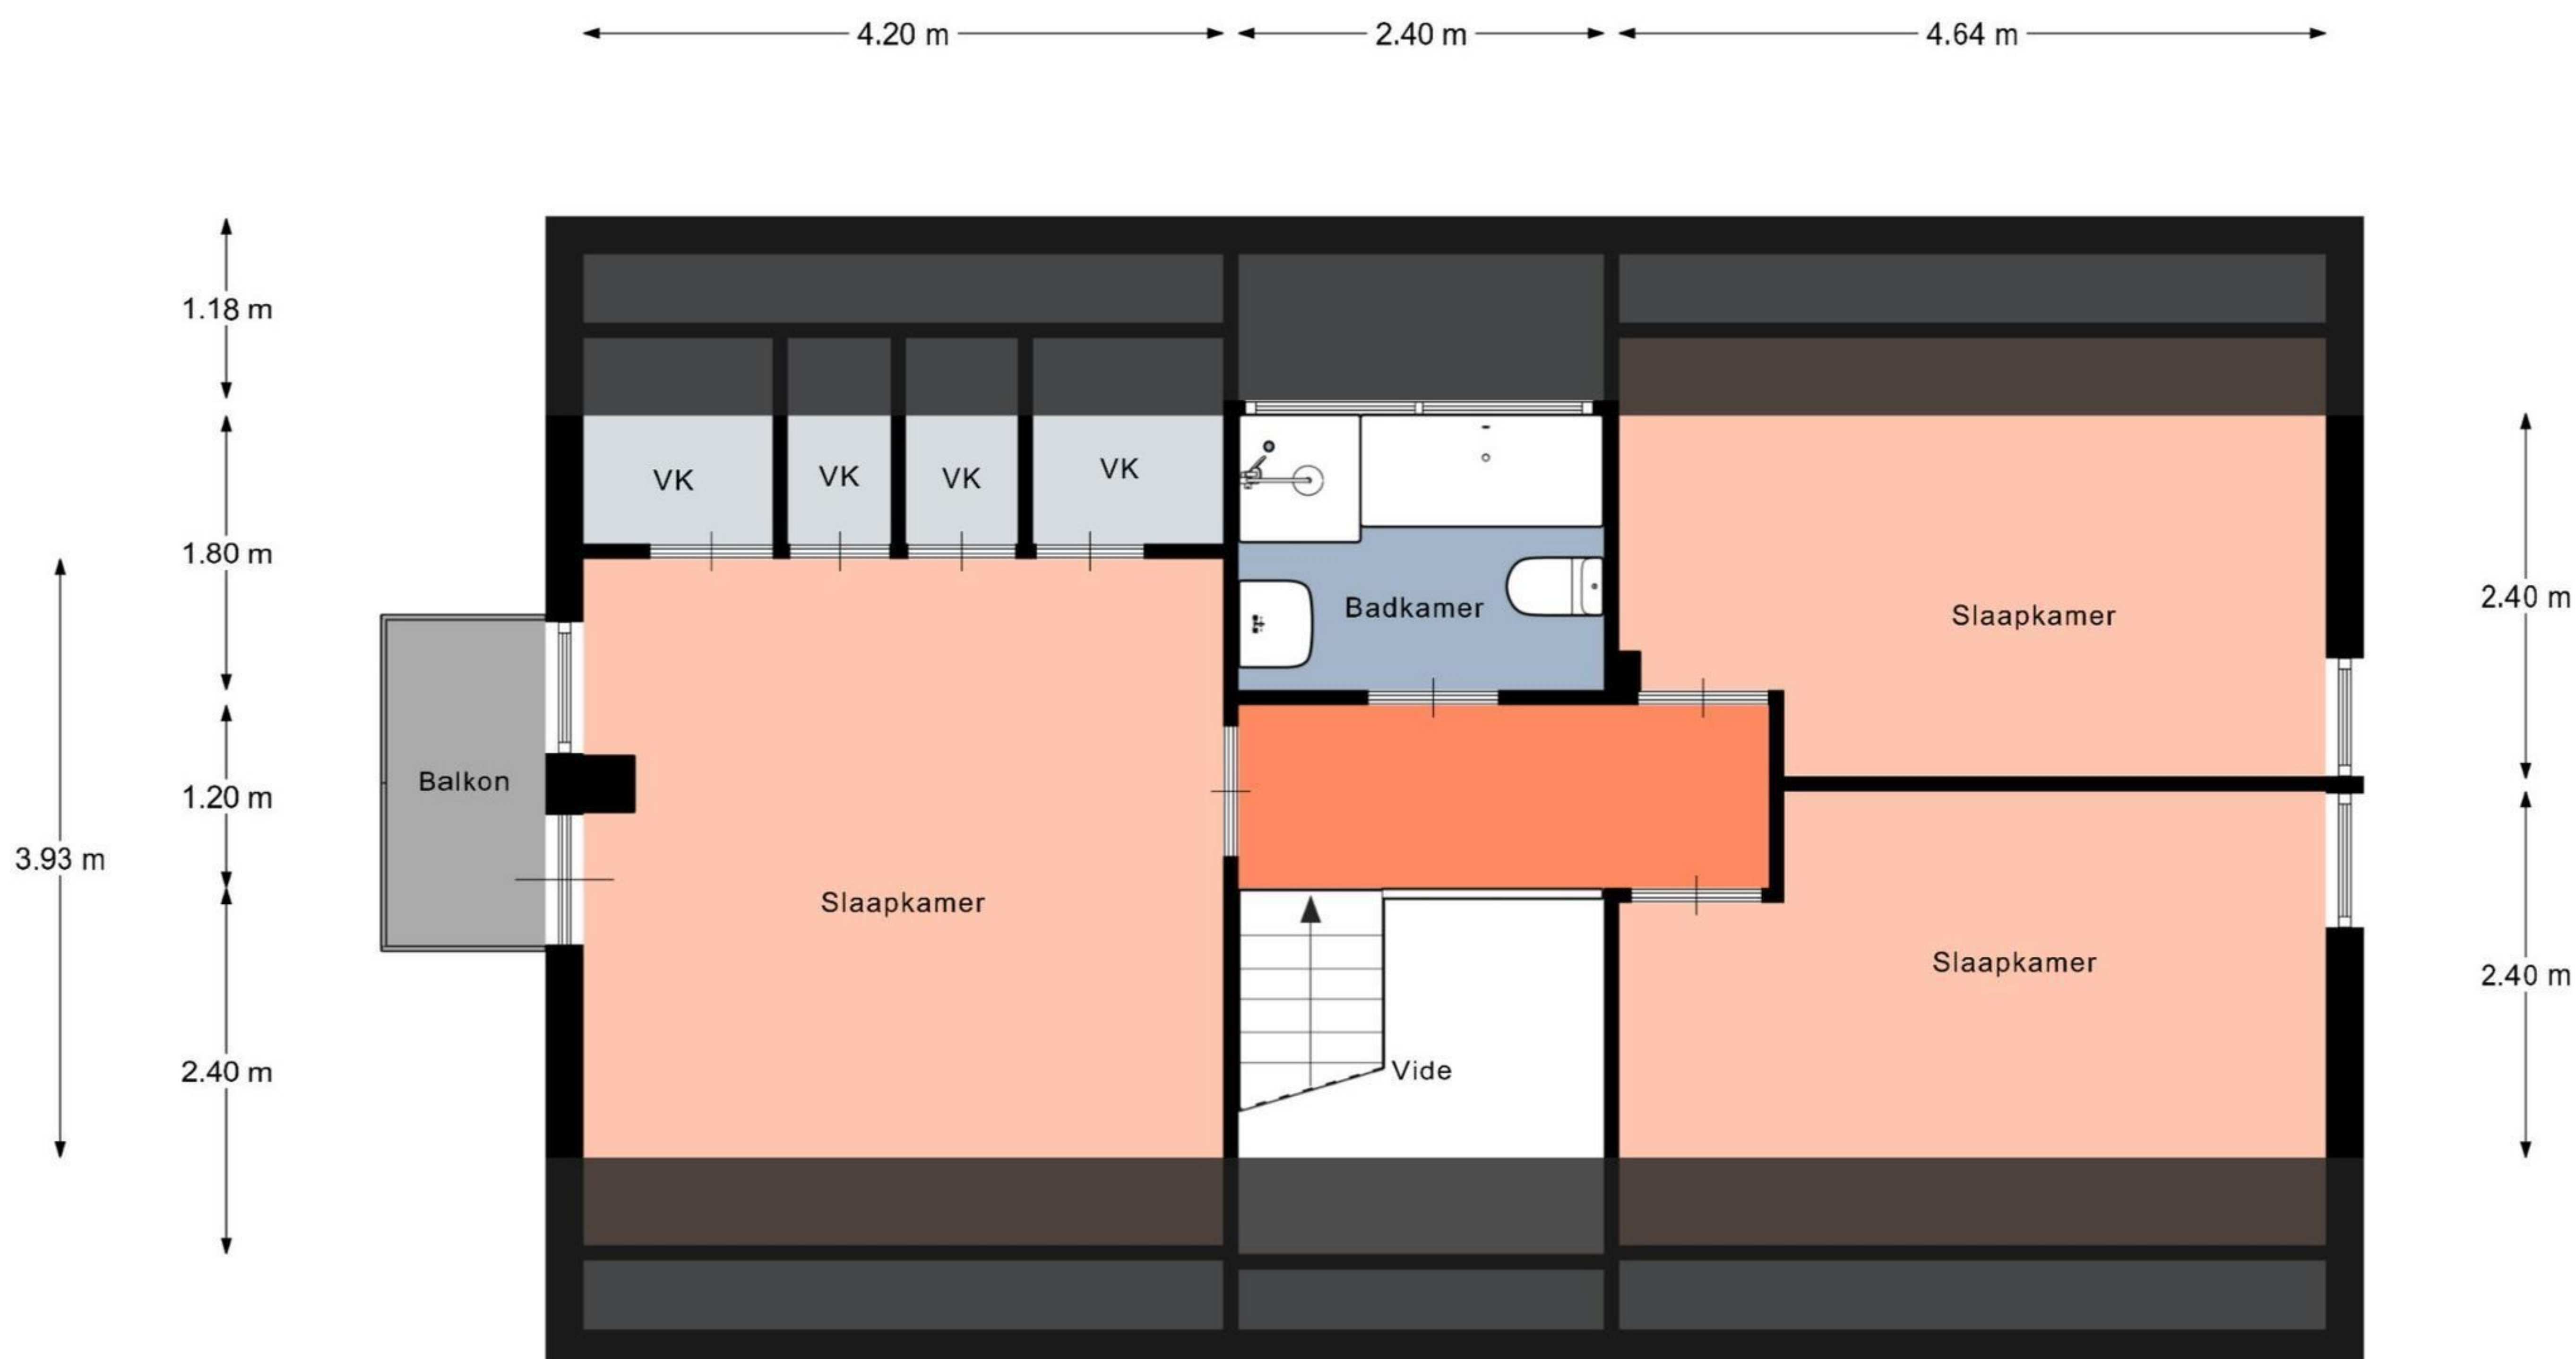 4.20 m
2.40 m
4.64 m
1.18 m
VK
VK
VK
VK
1.80 m
2.40 m
Badkamer
Slaapkamer
Balkon
1.20 m
3.93 m
Slaapkamer
Slaapkamer
2.40 m
2.40 m
Vide